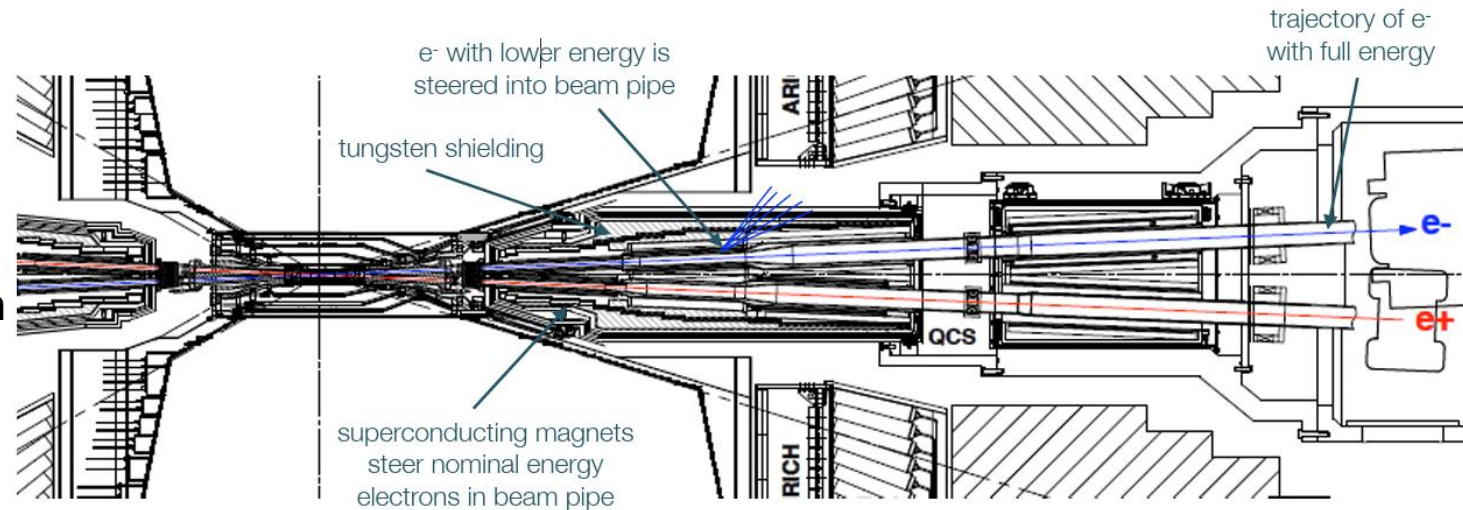 trajectory of e-
with full energy
e- with lower energy is
steered into beam pipe
tungsten shielding
ARI
e-
e+
QCS
superconducting magnets
steer nominal energy
electrons in beam pipe
RICH